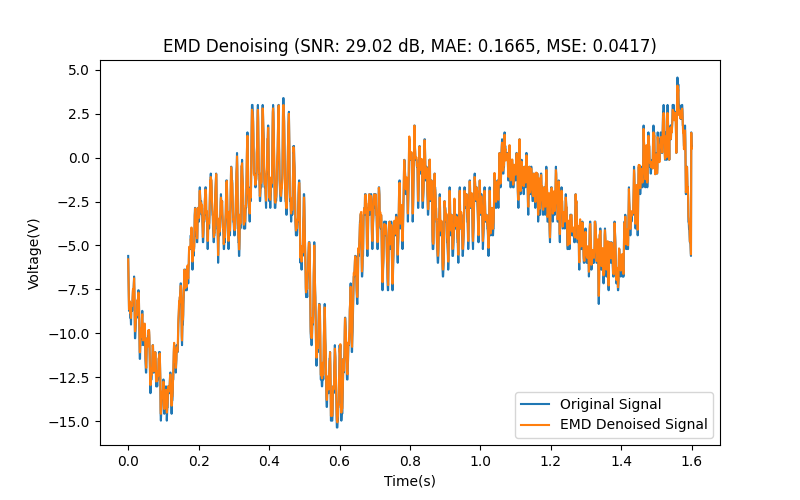 EMD Denoising (SNR: 29.02 dB, MAE: 0.1665, MSE: 0.0417)
5.0
2.5
0.0
−2.5
−5.0
−7.5
−10.0
−12.5
−15.0
Voltage(V)
Original Signal
EMD Denoised Signal
0.0 0.2 0.4 0.6 0.8 1.0 1.2 1.4 1.6
Time(s)